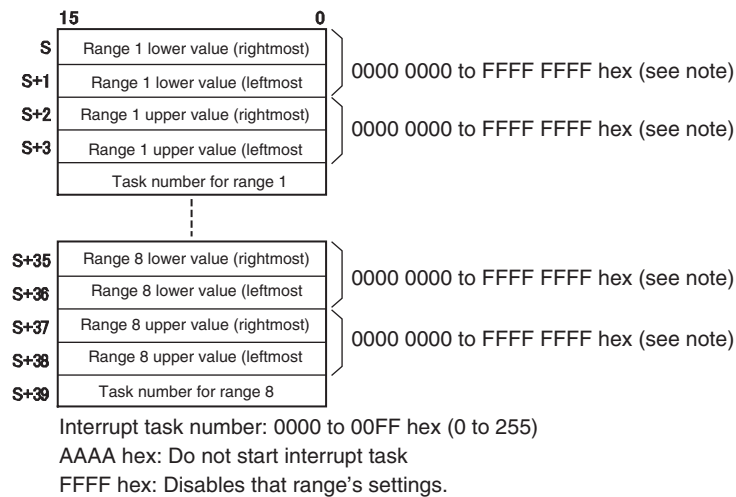 15 0
S Range 1 lower value (rightmost) 0000 0000 to FFFF FFFF hex (see note)
S+1 Range 1 lower value (leftmost
S+2 Range 1 upper value (rightmost) 0000 0000 to FFFF FFFF hex (see note)
S+3 Range 1 upper value (leftmost
Task number for range 1
S+35 Range 8 lower value (rightmost) 0000 0000 to FFFF FFFF hex (see note)
S+36 Range 8 lower value (leftmost
S+37 Range 8 upper value (rightmost) 0000 0000 to FFFF FFFF hex (see note)
S+38 Range 8 upper value (leftmost
S+39 Task number for range 8
Interrupt task number: 0000 to 00FF hex (0 to 255)
AAAA hex: Do not start interrupt task
FFFF hex: Disables that range's settings.